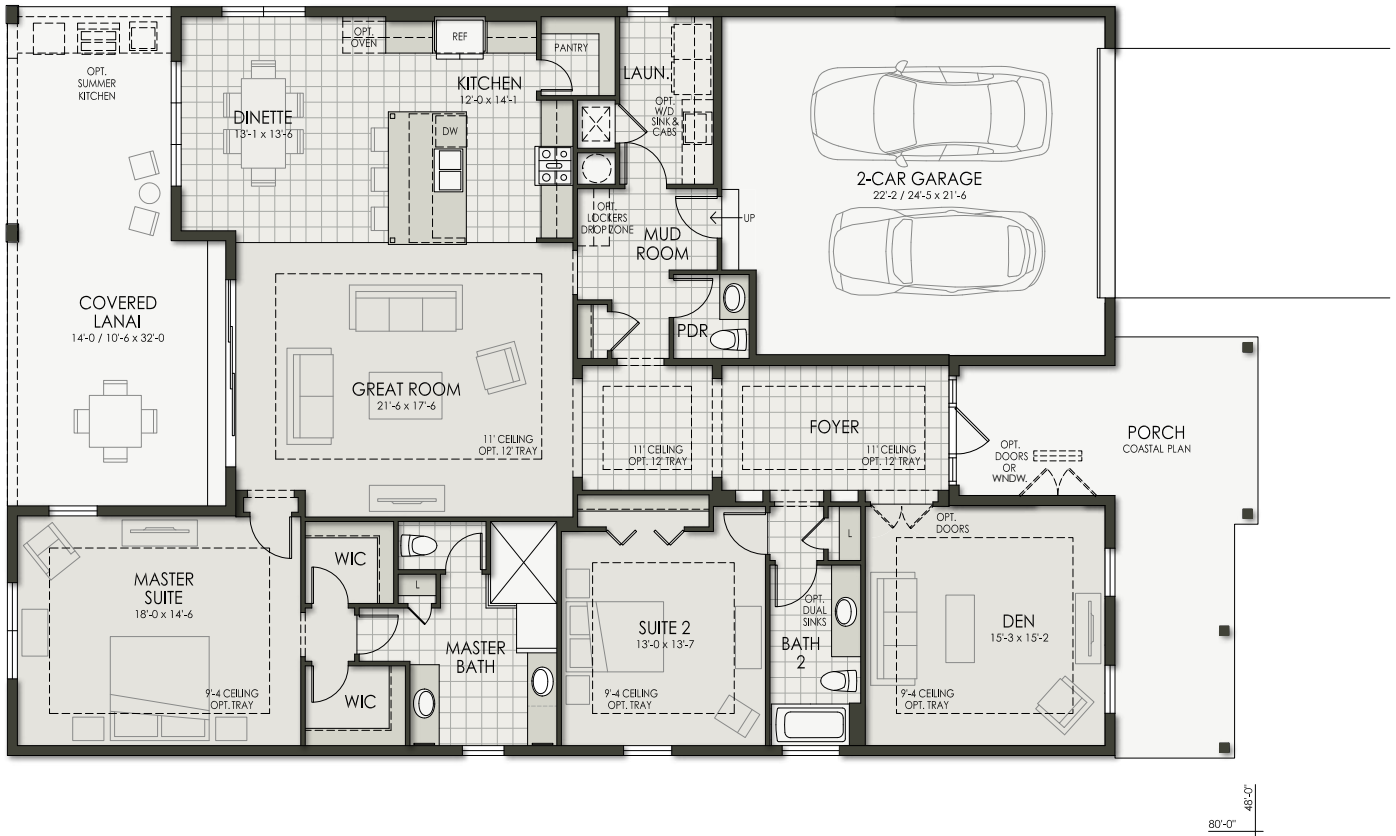 OPT.
SUMMER
KITCHEN
OPT.
OVEN
REF
PANTRY
KITCHEN
12'-0 x 14'-1
DINETTE
13'-1 x 13'-6
DW
LAUN.
OPT.
W/D
SINK &
CABS
2-CAR GARAGE
22'-2 / 24'-5 x 21'-6
OPT.
LOCKERS
DROP ZONE
UP
MUD
ROOM
PDR
COVERED
LANAI
14'-0 / 10'-6 x 32'-0
GREAT ROOM
21'-6 x 17'-6
11' CEILING
OPT. 12' TRAY
11' CEILING
OPT. 12' TRAY
FOYER
11' CEILING
OPT. 12' TRAY
PORCH
COASTAL PLAN
OPT.
DOORS
OR
WNDW.
OPT.
DOORS
MASTER
SUITE
18'-0 x 14'-6
9'-4 CEILING
OPT. TRAY
WIC
L
MASTER
BATH
WIC
SUITE 2
13'-0 x 13'-7
9'-4 CEILING
OPT. TRAY
L
OPT.
DUAL
SINKS
BATH
2
DEN
15'-3 x 15'-2
9'-4 CEILING
OPT. TRAY
48'-0"
80'-0"